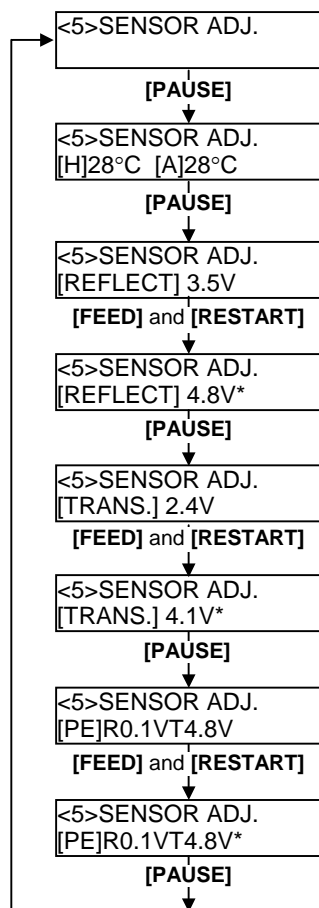 <5>SENSOR ADJ.
[PAUSE]
<5>SENSOR ADJ.
[H]28°C [A]28°C
[PAUSE]
<5>SENSOR ADJ.
[REFLECT] 3.5V
[FEED] and [RESTART]
<5>SENSOR ADJ.
[REFLECT] 4.8V*
[PAUSE]
<5>SENSOR ADJ.
[TRANS.] 2.4V
[FEED] and [RESTART]
<5>SENSOR ADJ.
[TRANS.] 4.1V*
[PAUSE]
<5>SENSOR ADJ.
[PE]R0.1VT4.8V
[FEED] and [RESTART]
<5>SENSOR ADJ.
[PE]R0.1VT4.8V*
[PAUSE]